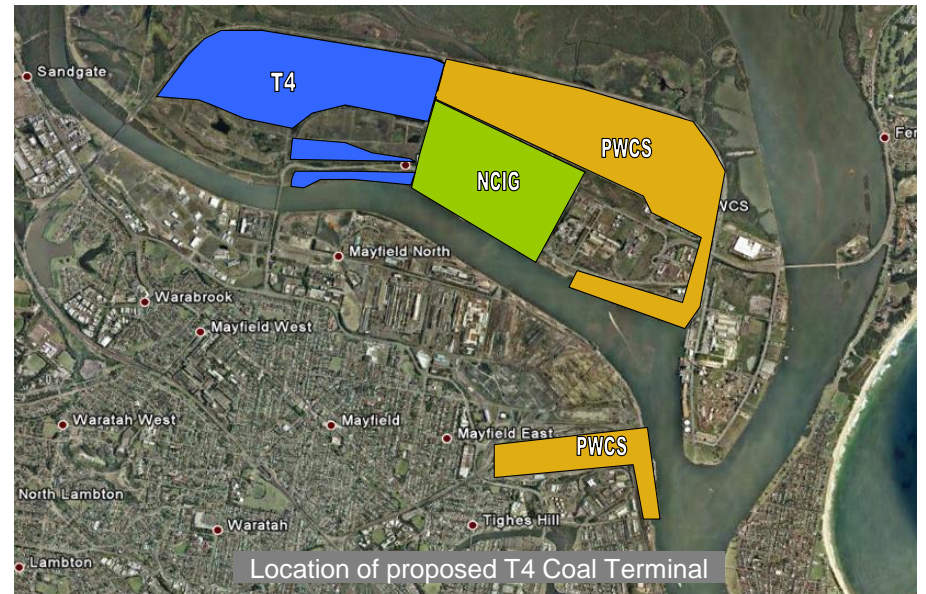 Sandgate
T4
PWCS
Fer
NCIG
WCS
Mayfield North
Warabrook
Mayfield West
Waratah West
Mayfield
Mayfield East
PWCS
North Lambton
Waratah
Tighes Hill
Lambton
Location of proposed T4 Coal Terminal